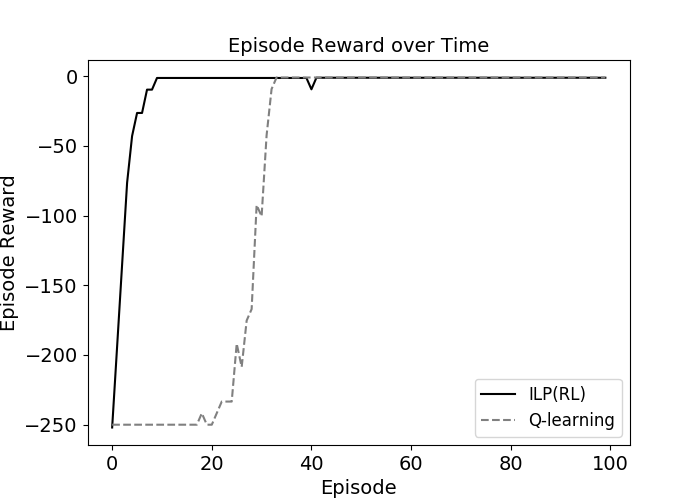 Episode Reward over Time
Episode Reward
0
−50
−100
−150
−200
−250
0 20 40 60 80 100
Episode
ILP(RL)
Q-learning